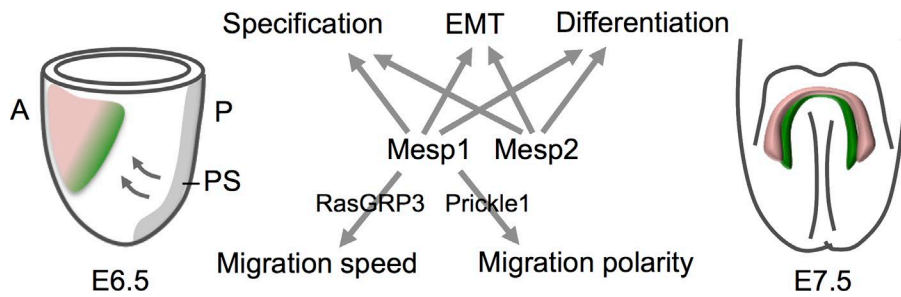 Specification EMT Differentiation
A P
Mesp1 Mesp2
PS
RasGRP3 Prickle1
Migration speed Migration polarity
E6.5 E7.5